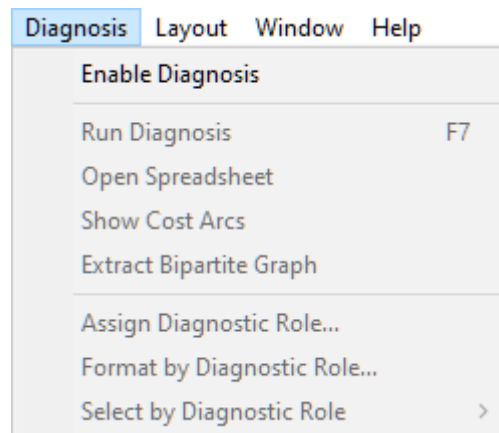 Diagnosis Layout Window Help
Enable Diagnosis
Run Diagnosis F7
Open Spreadsheet
Show Cost Arcs
Extract Bipartite Graph
Assign Diagnostic Role...
Format by Diagnostic Role...
Select by Diagnostic Role